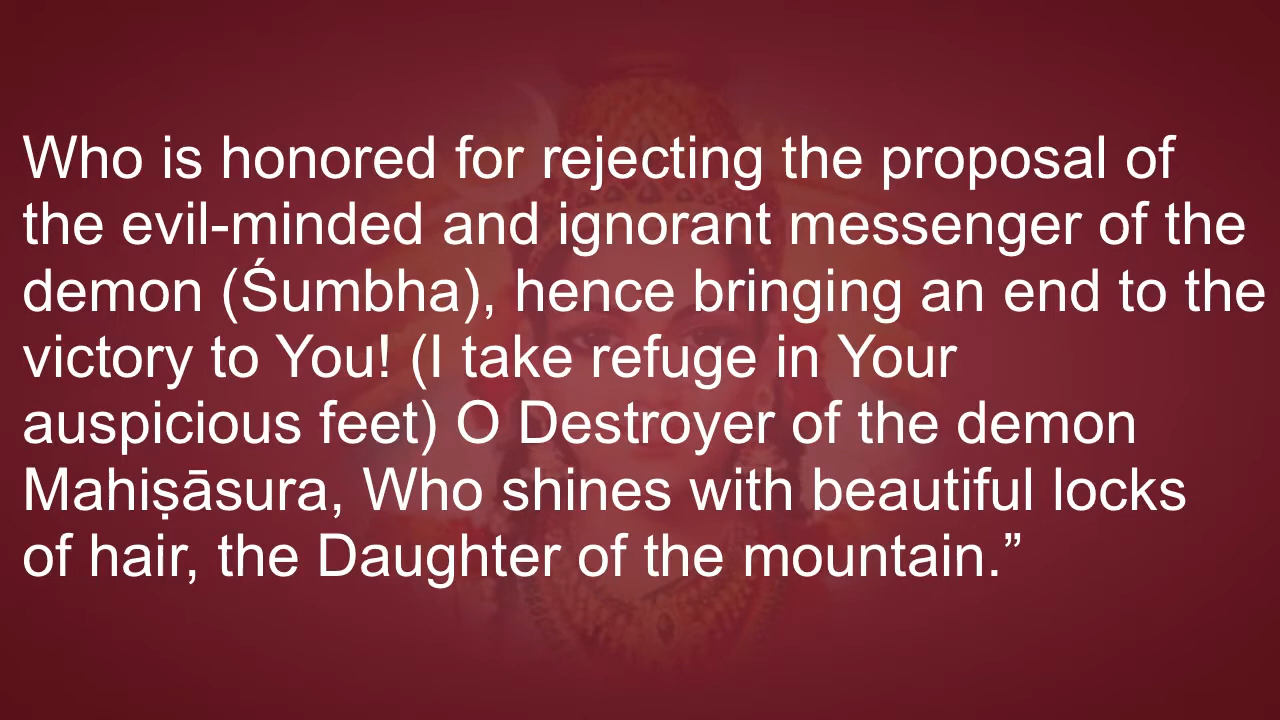 Who is honored for rejecting the proposal of
the evil-minded and ignorant messenger of the
demon (Śumbha), hence bringing an end to the
victory to You! (I take refuge in Your
auspicious feet) O Destroyer of the demon
Mahiṣāsura, Who shines with beautiful locks
of hair, the Daughter of the mountain.”